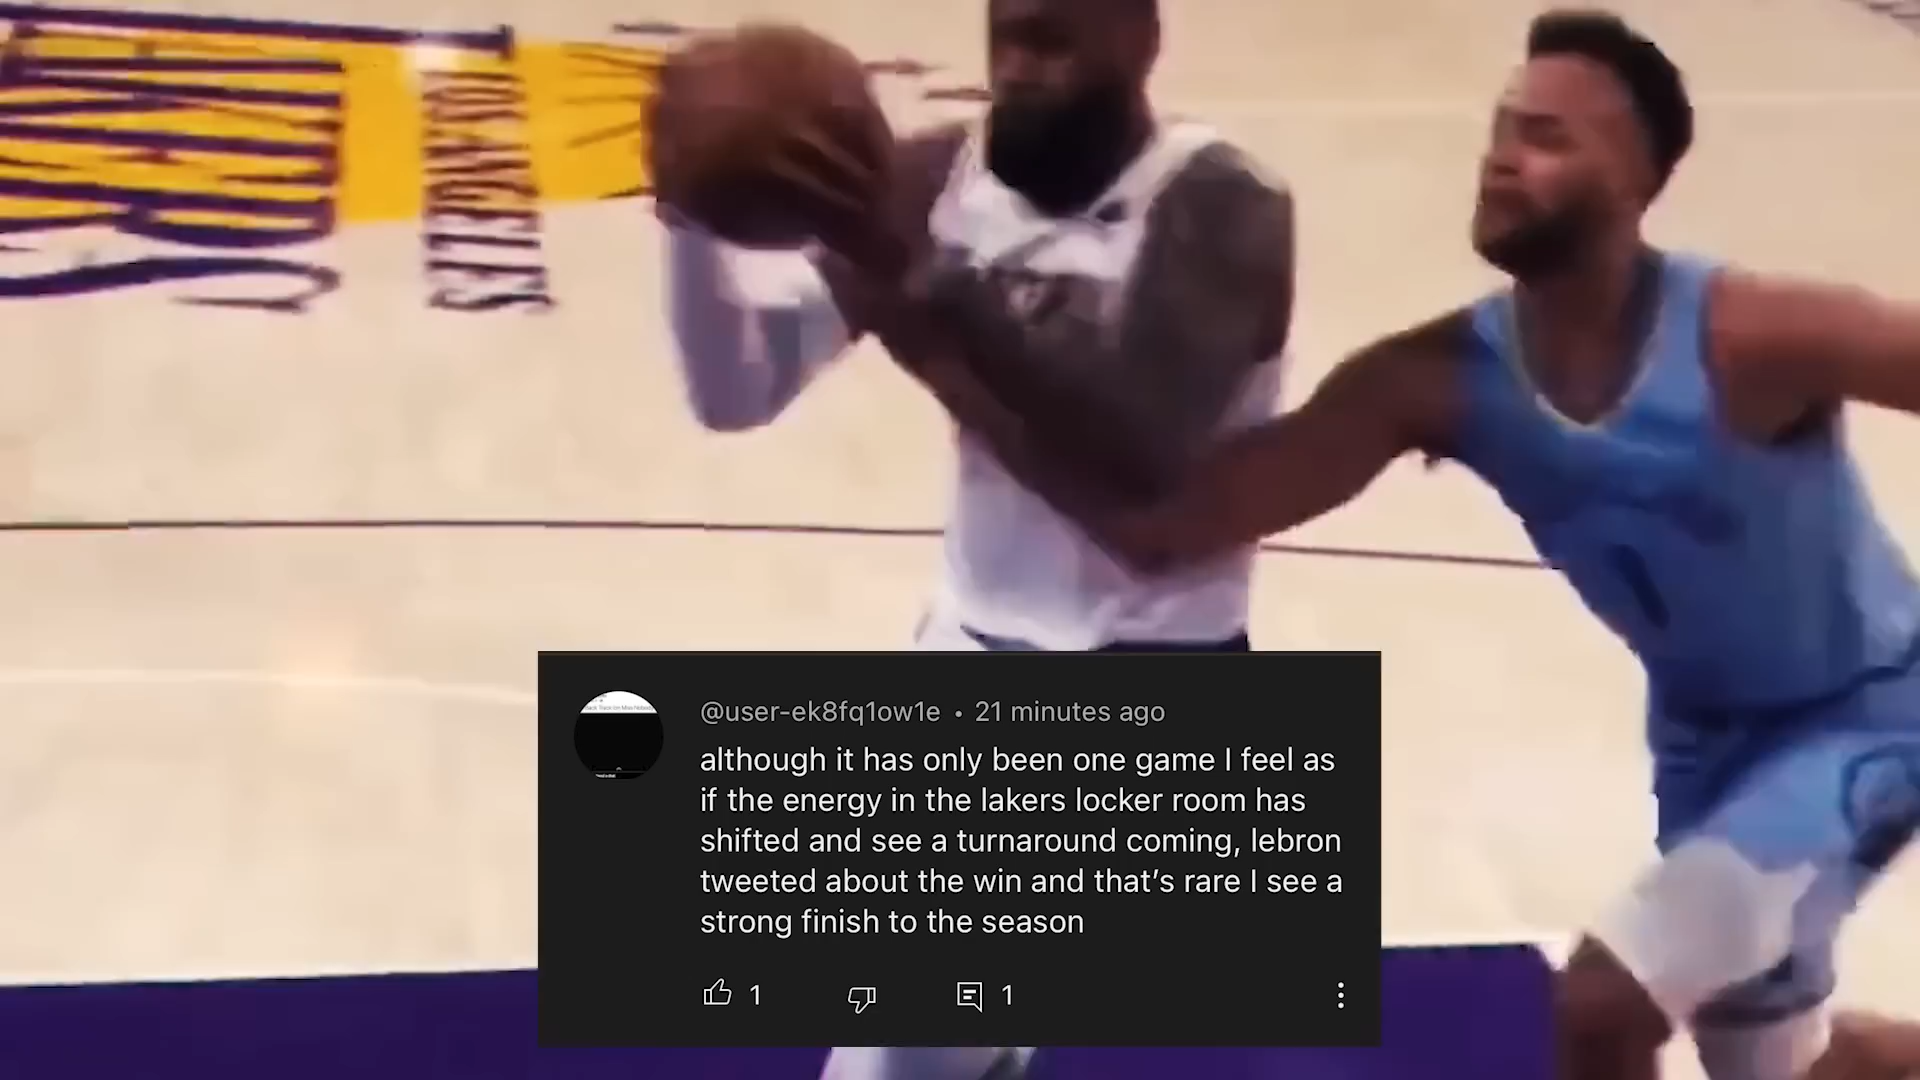 LOS ANGELES
@user-ek8fq1ow1e • 21 minutes ago
although it has only been one game I feel as
if the energy in the lakers locker room has
shifted and see a turnaround coming, lebron
tweeted about the win and that’s rare I see a
strong finish to the season
1
1